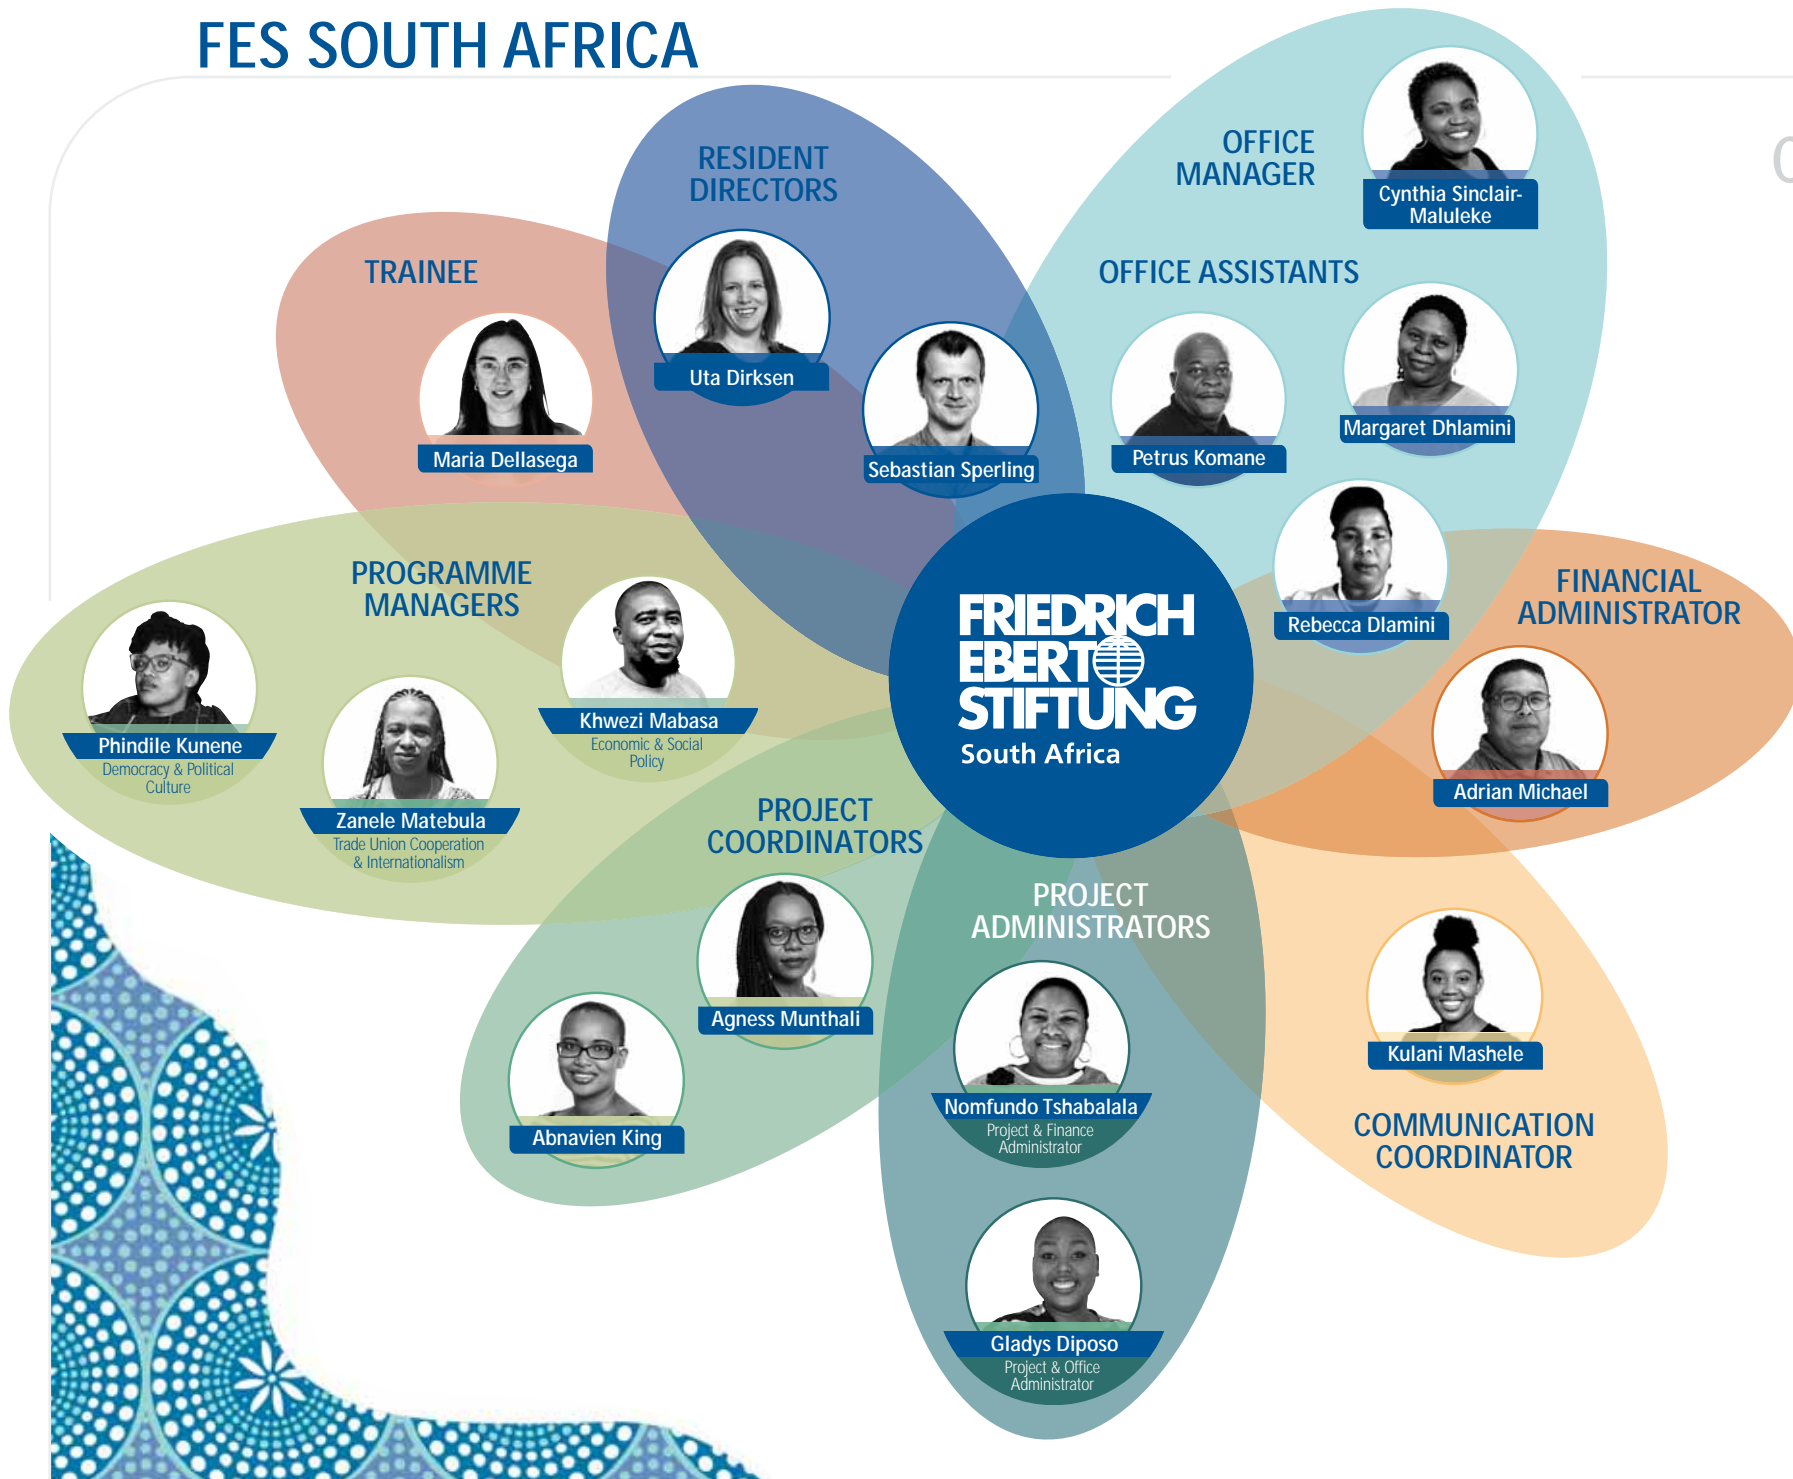 FES SOUTH AFRICA
RESIDENT
DIRECTORS
Uta Dirksen
Sebastian Sperling
OFFICE
MANAGER
Cynthia Sinclair-
Maluleke
OFFICE ASSISTANTS
Petrus Komane
Margaret Dhlamini
Rebecca Dlamini
TRAINEE
Maria Dellasega
PROGRAMME
MANAGERS
Phindile Kunene
Democracy & Political
Culture
Zanele Matebula
Trade Union Cooperation
& Internationalism
Khwezi Mabasa
Economic & Social
Policy
FRIEDRICH
EBERT
STIFTUNG
South Africa
FINANCIAL
ADMINISTRATOR
Adrian Michael
PROJECT
COORDINATORS
Agness Munthali
Abnavien King
PROJECT
ADMINISTRATORS
Nomfundo Tshabalala
Project & Finance
Administrator
Gladys Diposo
Project & Office
Administrator
Kulani Mashele
COMMUNICATION
COORDINATOR